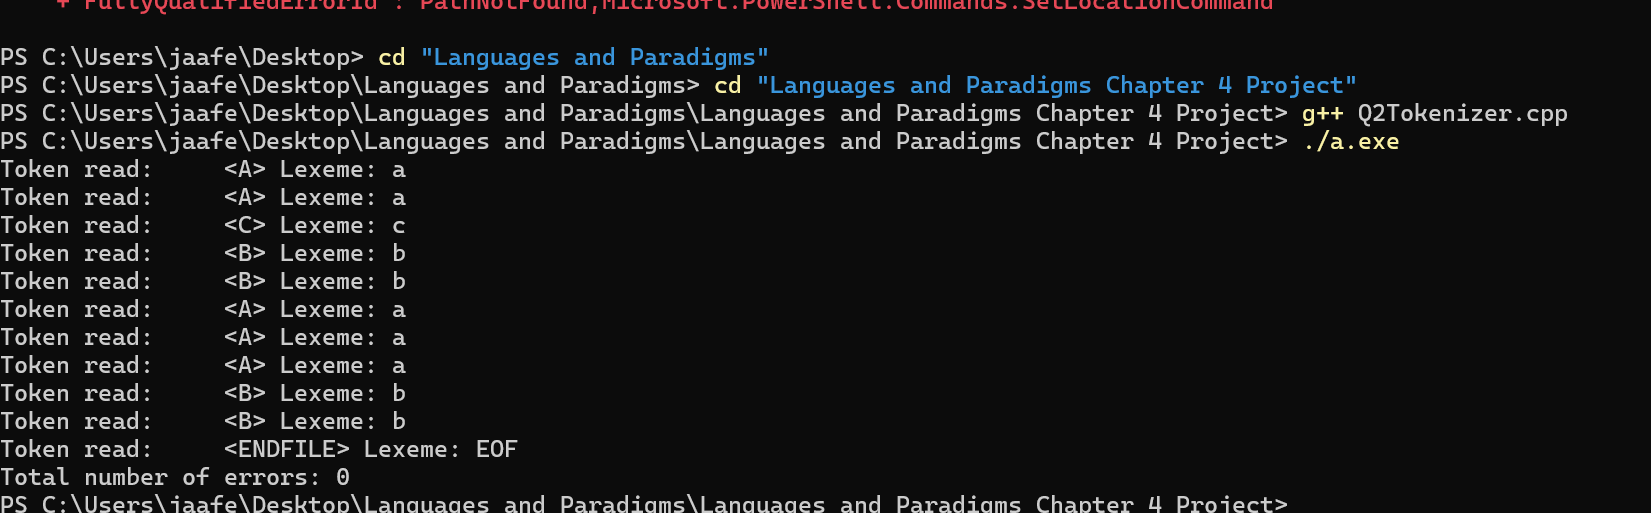 + FullyQualifiedErrorId : PathNotFound,Microsoft.PowerShell.Commands.SetLocationCommand
PS C:\Users\jaafe\Desktop> cd "Languages and Paradigms"
PS C:\Users\jaafe\Desktop\Languages and Paradigms> cd "Languages and Paradigms Chapter 4 Project"
PS C:\Users\jaafe\Desktop\Languages and Paradigms\Languages and Paradigms Chapter 4 Project> g++ Q2Tokenizer.cpp
PS C:\Users\jaafe\Desktop\Languages and Paradigms\Languages and Paradigms Chapter 4 Project> ./a.exe
Token read:     <A> Lexeme: a
Token read:     <A> Lexeme: a
Token read:     <C> Lexeme: c
Token read:     <B> Lexeme: b
Token read:     <B> Lexeme: b
Token read:     <A> Lexeme: a
Token read:     <A> Lexeme: a
Token read:     <A> Lexeme: a
Token read:     <B> Lexeme: b
Token read:     <B> Lexeme: b
Token read:     <ENDFILE> Lexeme: EOF
Total number of errors: 0
PS C:\Users\jaafe\Desktop\Languages and Paradigms\Languages and Paradigms Chapter 4 Project>